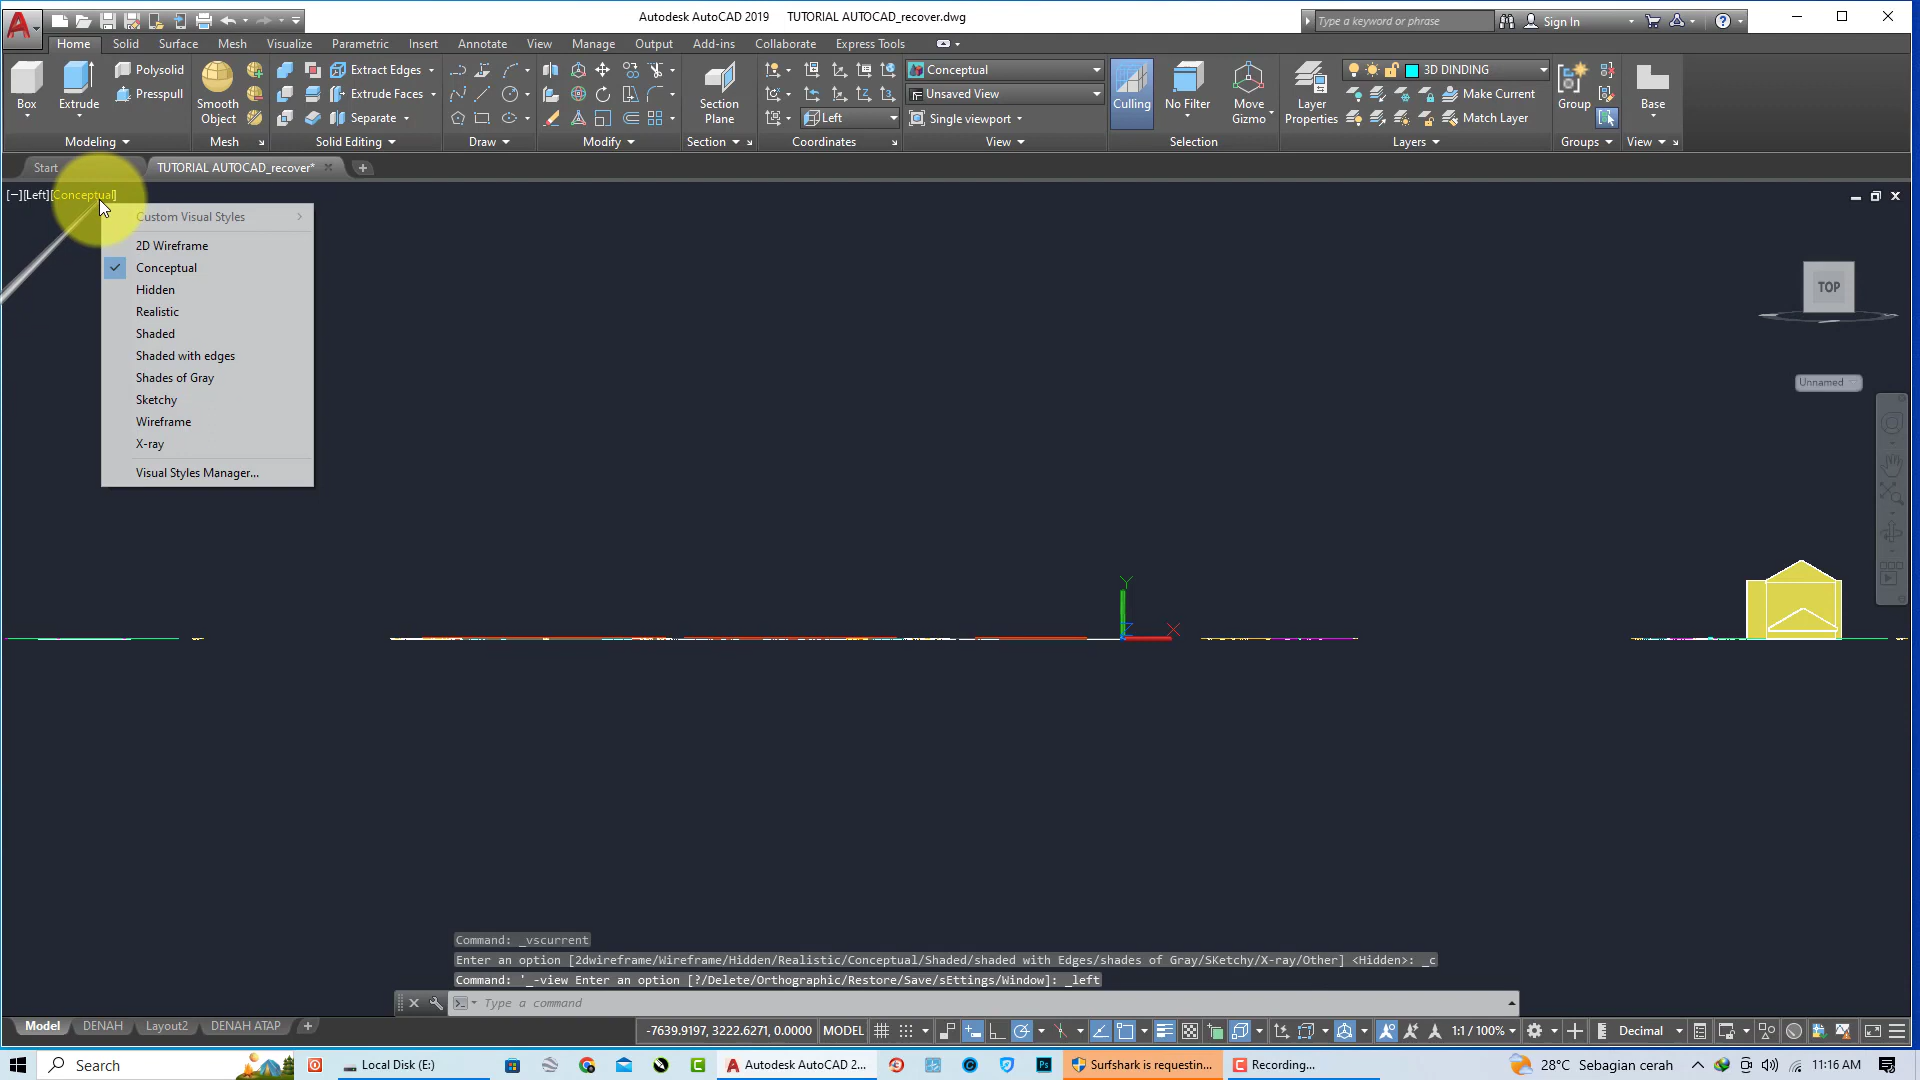 Autodesk AutoCAD 2019 TUTORIAL AUTOCAD_recover.dwg
Type a keyword or phrase
Sign In
Home Solid Surface Mesh Visualize Parametric Insert Annotate View Manage Output Add-ins Collaborate Express Tools
Box
Extrude
Polysolid
Presspull
Smooth
Object
Extract Edges
Extrude Faces
Separate
Section
Plane
Conceptual
Unsaved View
Left
Single viewport
Culling
No Filter
Move
Gizmo
Layer
Properties
3D DINDING
Make Current
Match Layer
Group
Base
Modeling Mesh Solid Editing Draw Modify Section Coordinates View Selection Layers Groups View
Start TUTORIAL AUTOCAD_recover*
[−][Left][Conceptual]
Custom Visual Styles
2D Wireframe
Conceptual
Hidden
Realistic
Shaded
Shaded with edges
Shades of Gray
Sketchy
Wireframe
X-ray
Visual Styles Manager...
TOP
Unnamed
Y
Z
X
Command: _vscurrent
Enter an option [2dwireframe/Wireframe/Hidden/Realistic/Conceptual/Shaded/shaded with Edges/shades of Gray/SKetchy/X-ray/Other] <Hidden>: _c
Command: '_-view Enter an option [?/Delete/Orthographic/Restore/Save/sEttings/Window]: _left
Type a command
Model DENAH Layout2 DENAH ATAP
-7639.9197, 3222.6271, 0.0000 MODEL
1:1 / 100%
Decimal
Search
Local Disk (E:)
Autodesk AutoCAD 2...
Surfshark is requestin...
Recording...
28°C Sebagian cerah
11:16 AM